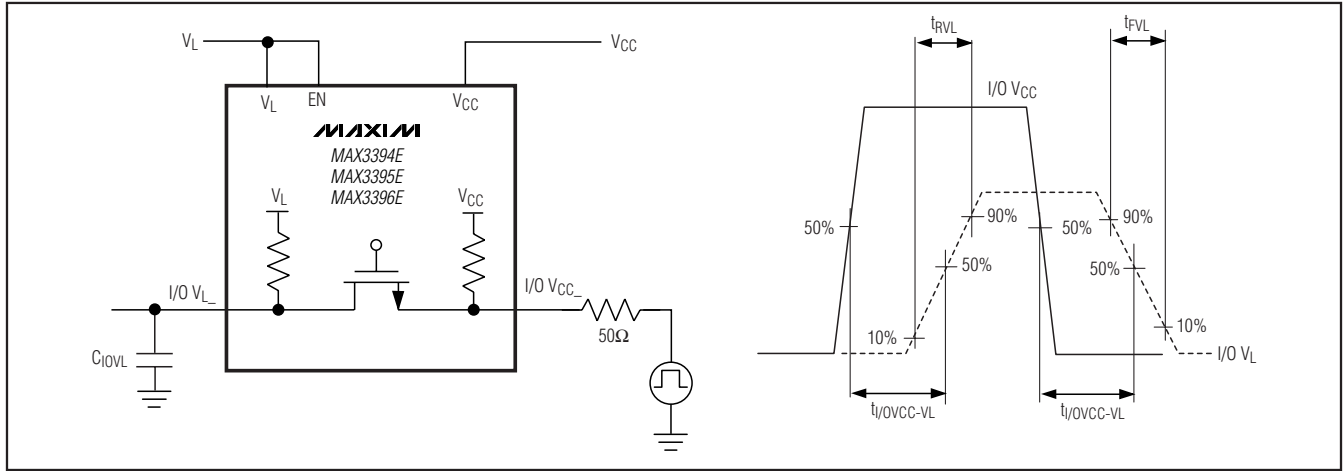 V_L
V_CC
V_L
EN
V_CC
MAXIM
MAX3394E
MAX3395E
MAX3396E
V_L
V_CC
I/O V_L_
I/O V_CC_
50Ω
C_IOVL
t_RVL
t_FVL
I/O V_CC
50%
90%
50%
90%
50%
50%
10%
10%
I/O V_L
t_I/OVCC-VL
t_I/OVCC-VL